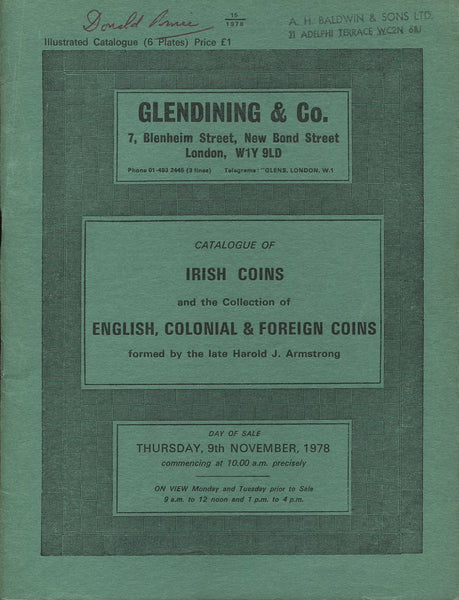 Donald
15
1978
A. H. BALDWIN & SONS LTD.
11 ADELPHI TERRACE WC2N 6BJ
Illustrated Catalogue (6 Plates) Price £1
GLENDINING & Co.
7, Blenheim Street, New Bond Street
London, W1Y 9LD
Phone 01-493 2445 (3 lines) Telegrams: "GLENS, LONDON, W.1
CATALOGUE OF
IRISH COINS
and the Collection of
ENGLISH, COLONIAL & FOREIGN COINS
formed by the late Harold J. Armstrong
DAY OF SALE
THURSDAY, 9th NOVEMBER, 1978
commencing at 10.00 a.m. precisely
ON VIEW Monday and Tuesday prior to Sale
9 a.m. to 12 noon and 1 p.m. to 4 p.m.